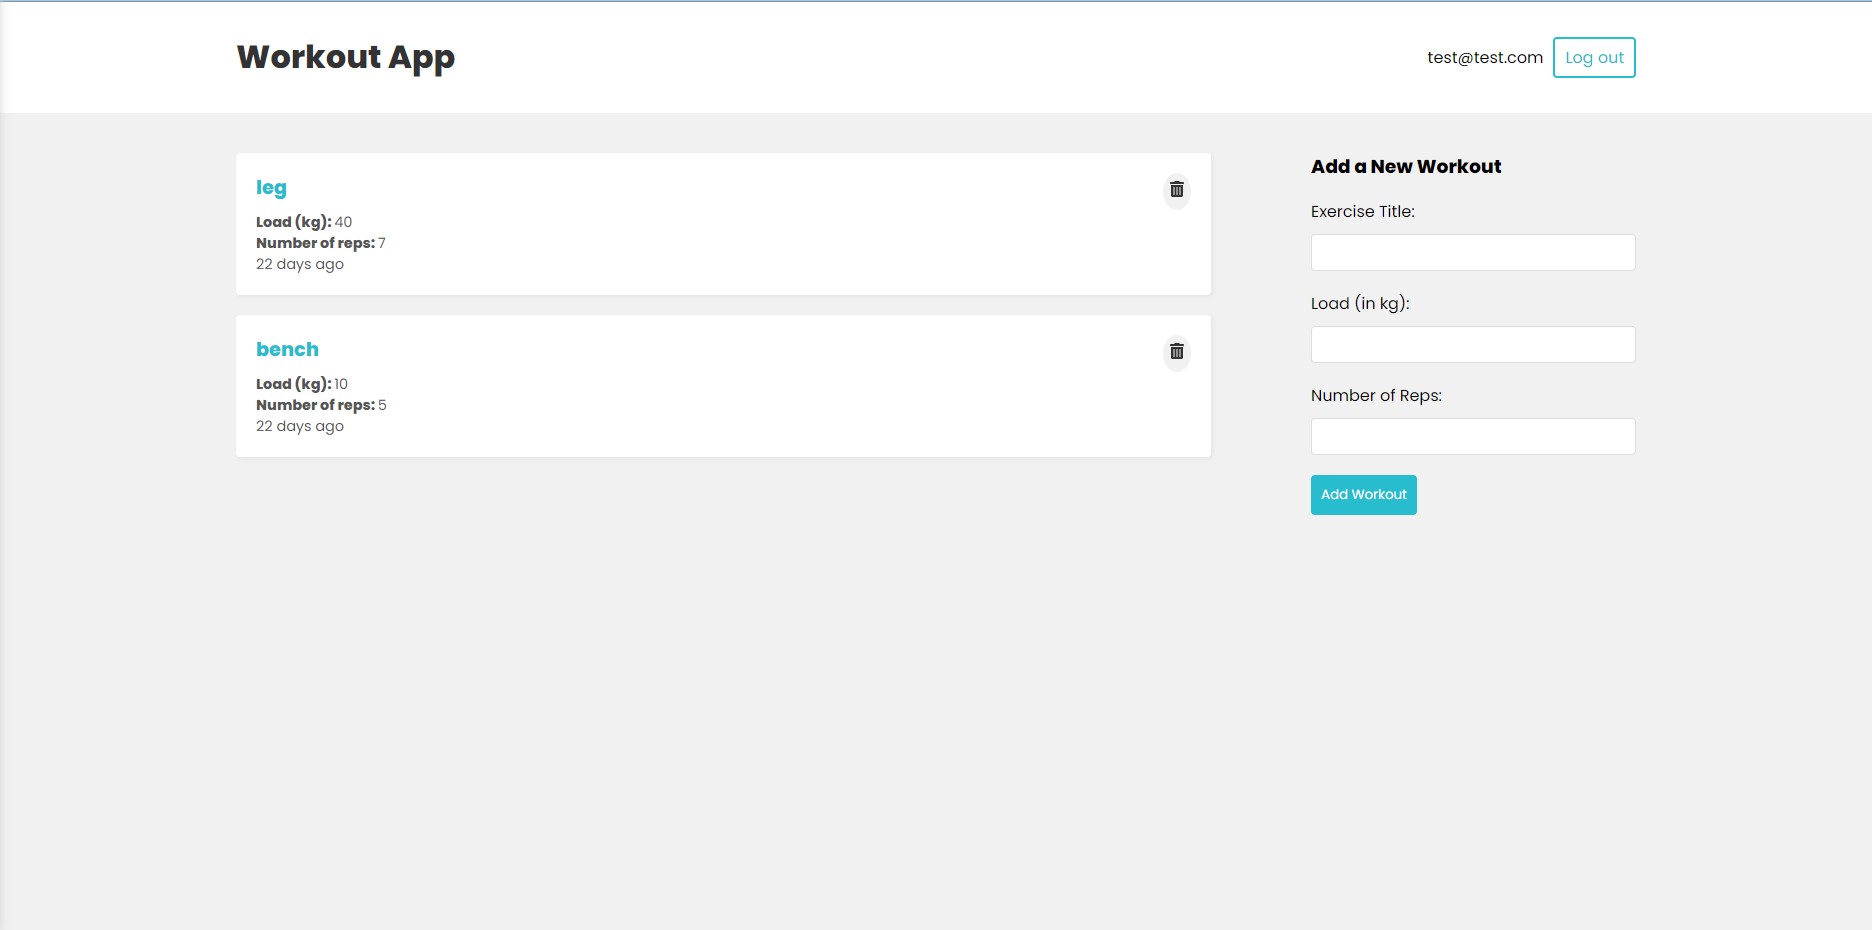 Workout App
test@test.com Log out
leg
Load (kg): 40
Number of reps: 7
22 days ago
bench
Load (kg): 10
Number of reps: 5
22 days ago
Add a New Workout
Exercise Title:
Load (in kg):
Number of Reps:
Add Workout